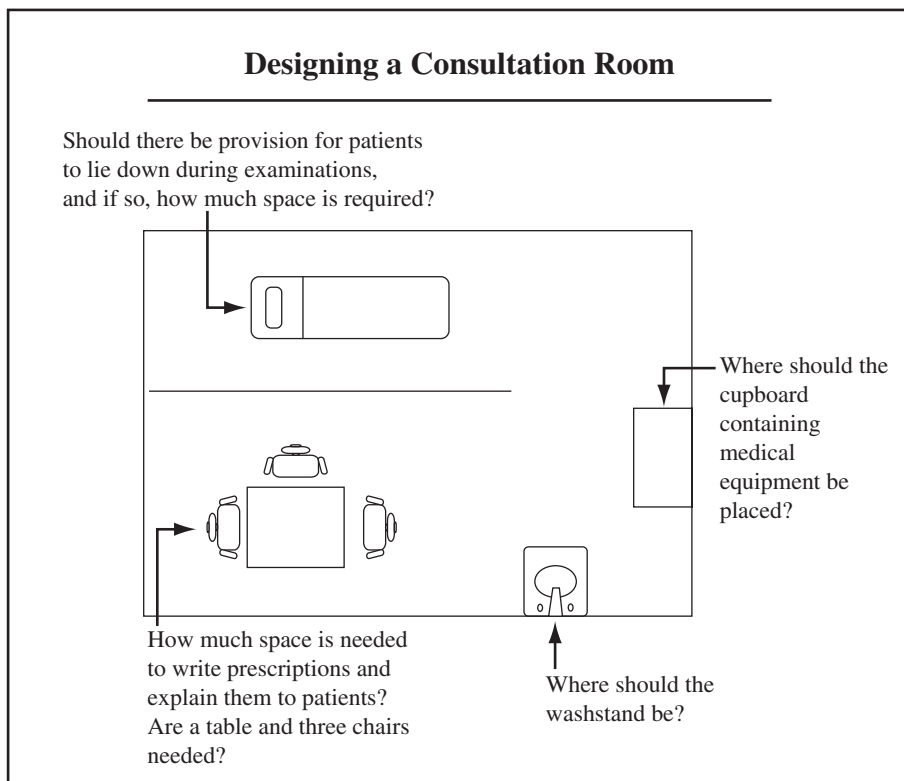 Designing a Consultation Room
Should there be provision for patients
to lie down during examinations,
and if so, how much space is required?
Where should the
cupboard
containing
medical
equipment be
placed?
How much space is needed
to write prescriptions and
explain them to patients?
Are a table and three chairs
needed?
Where should the
washstand be?